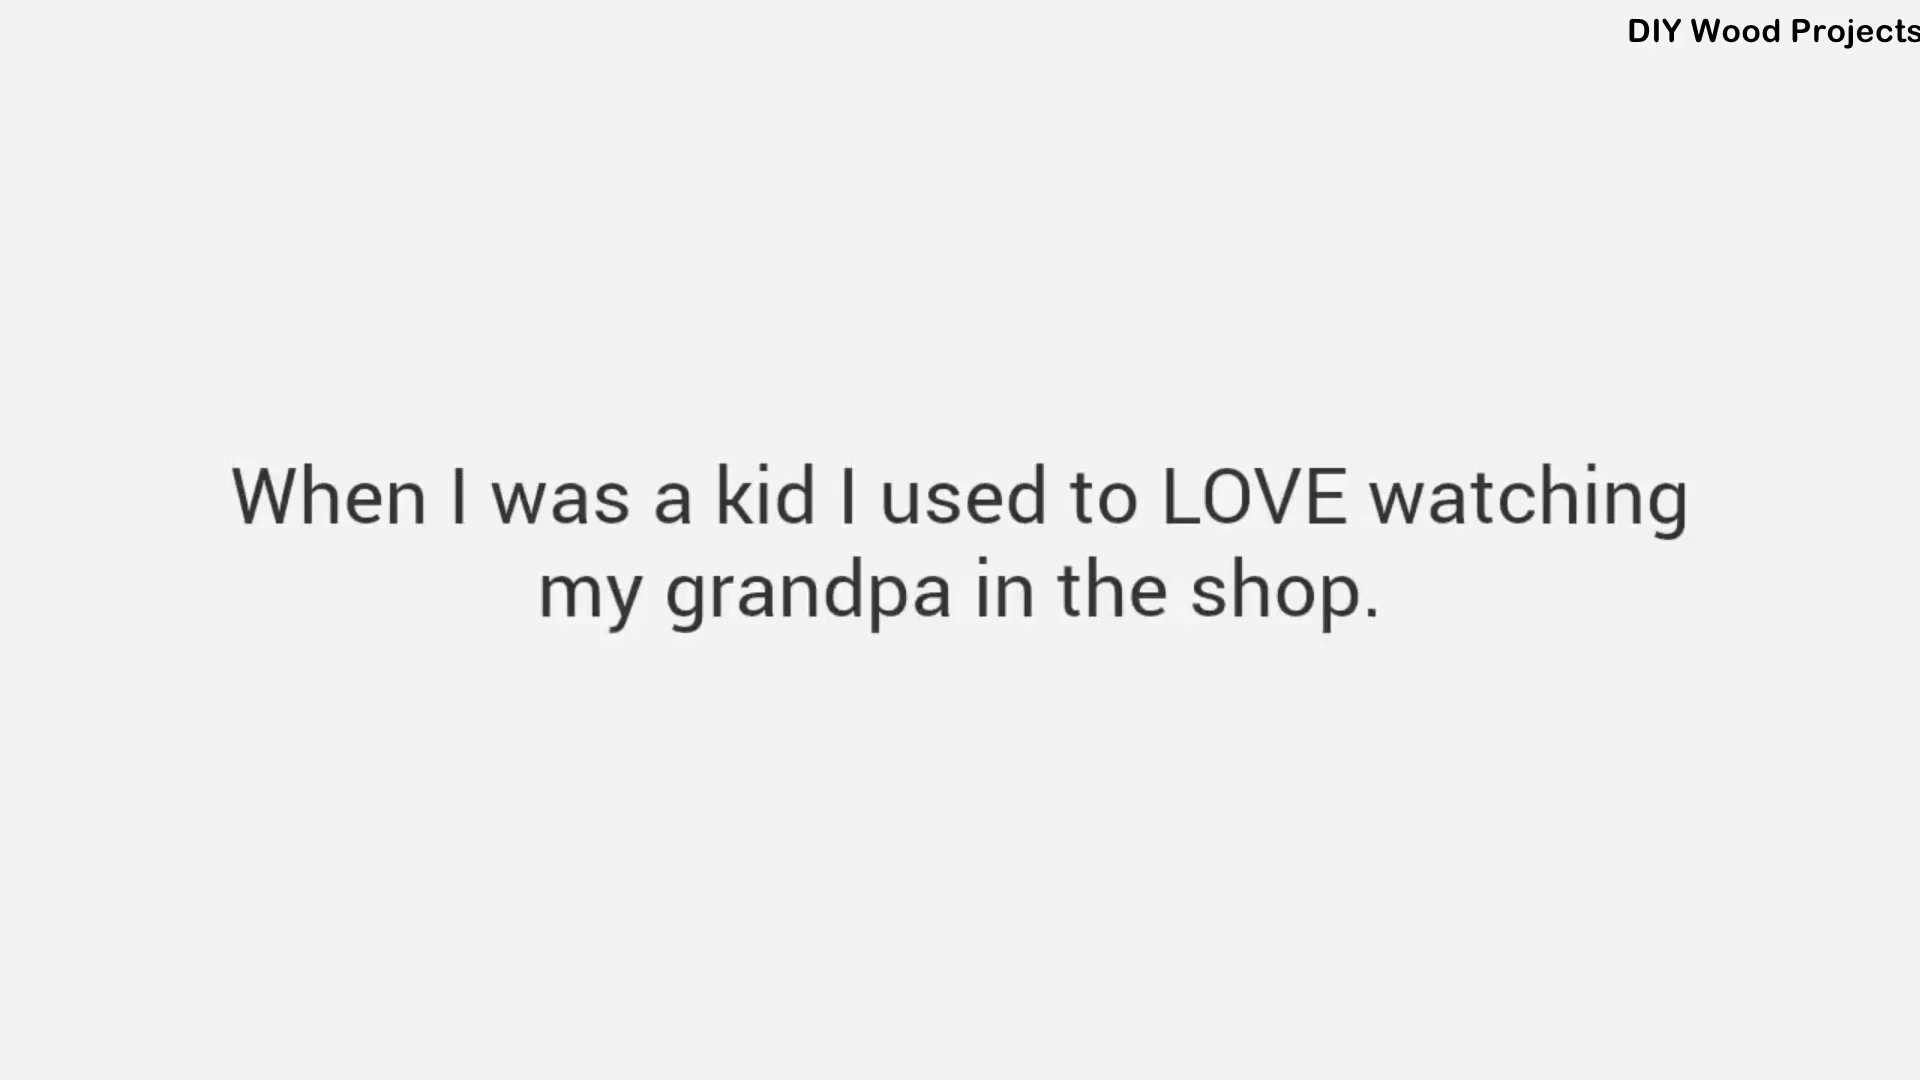 DIY Wood Projects
When I was a kid I used to LOVE watching
my grandpa in the shop.